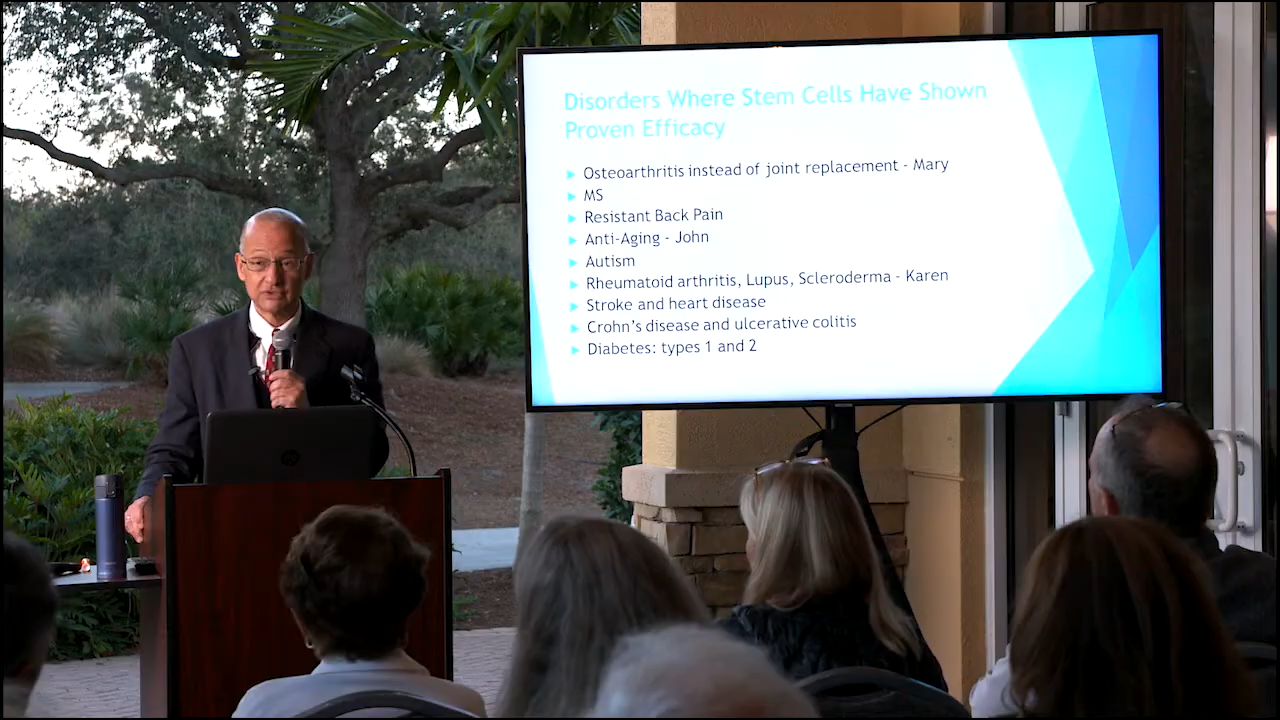 Disorders Where Stem Cells Have Shown
Proven Efficacy
Osteoarthritis instead of joint replacement - Mary
MS
Resistant Back Pain
Anti-Aging - John
Autism
Rheumatoid arthritis, Lupus, Scleroderma - Karen
Stroke and heart disease
Crohn's disease and ulcerative colitis
Diabetes: types 1 and 2